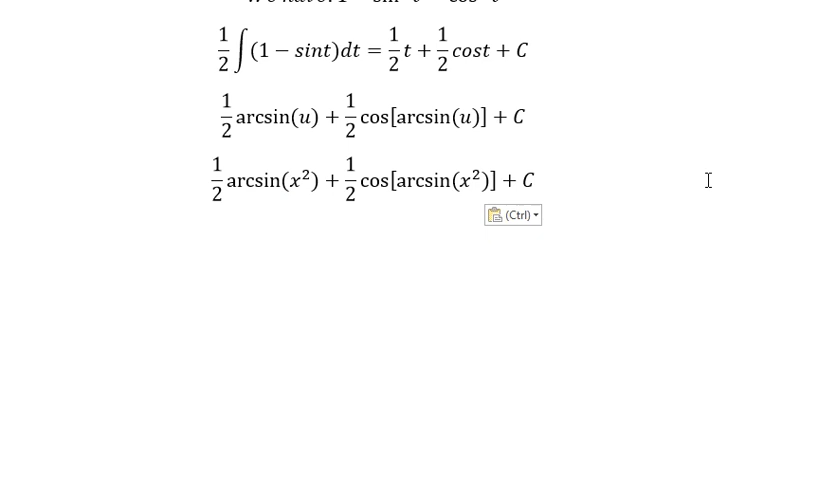 1/2 ∫(1 − sint)dt = 1/2 t + 1/2 cost + C
1/2 arcsin(u) + 1/2 cos[arcsin(u)] + C
1/2 arcsin(x²) + 1/2 cos[arcsin(x²)] + C
(Ctrl)